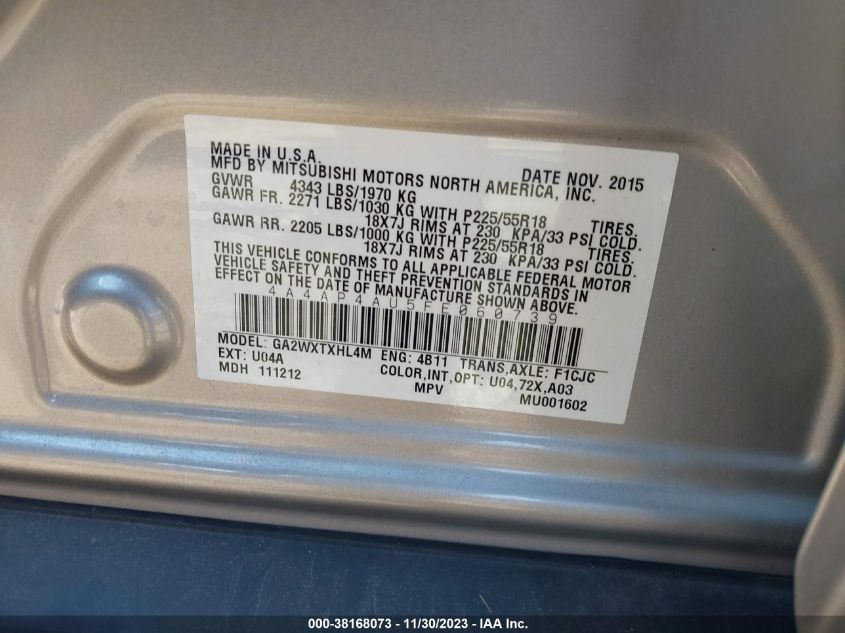 MADE IN U.S.A. DATE NOV. 2015
MFD BY MITSUBISHI MOTORS NORTH AMERICA, INC.
GVWR 4343 LBS/1970 KG
GAWR FR. 2271 LBS/1030 KG WITH P225/55R18 TIRES.
18X7J RIMS AT 230 KPA/33 PSI COLD.
GAWR RR. 2205 LBS/1000 KG WITH P225/55R18 TIRES.
18X7J RIMS AT 230 KPA/33 PSI COLD.
THIS VEHICLE CONFORMS TO ALL APPLICABLE FEDERAL MOTOR
VEHICLE SAFETY AND THEFT PREVENTION STANDARDS IN
EFFECT ON THE DATE OF MANUFACTURE SHOWN ABOVE.
4A4AP4AU5FE060739
MODEL: GA2WXTXHL4M ENG: 4B11 TRANS,AXLE: F1CJC
EXT: U04A COLOR,INT,OPT: U04,72X,A03
MDH 111212 MPV MU001602
000-38168073 - 11/30/2023 - IAA Inc.